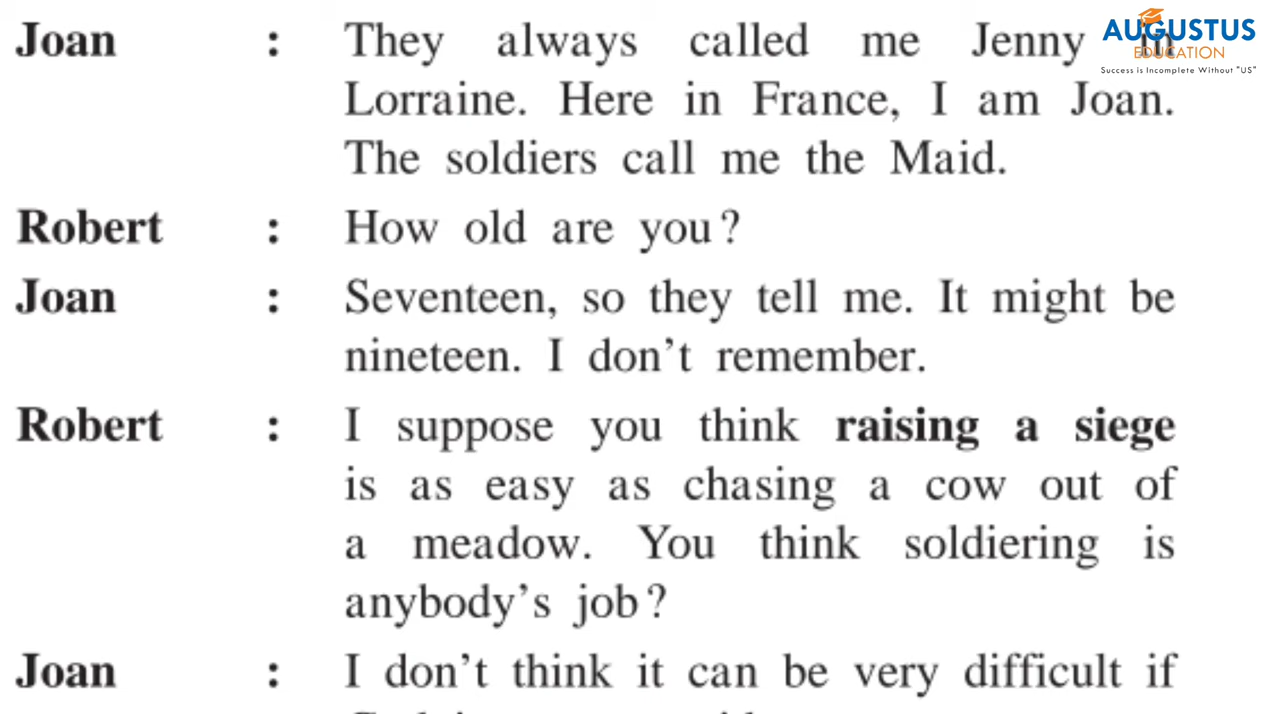 AUGUSTUS
EDUCATION
Success is Incomplete Without "US"
Joan : They always called me Jenny in
Lorraine. Here in France, I am Joan.
The soldiers call me the Maid.
Robert : How old are you?
Joan : Seventeen, so they tell me. It might be
nineteen. I don't remember.
Robert : I suppose you think raising a siege
is as easy as chasing a cow out of
a meadow. You think soldiering is
anybody's job?
Joan : I don't think it can be very difficult if